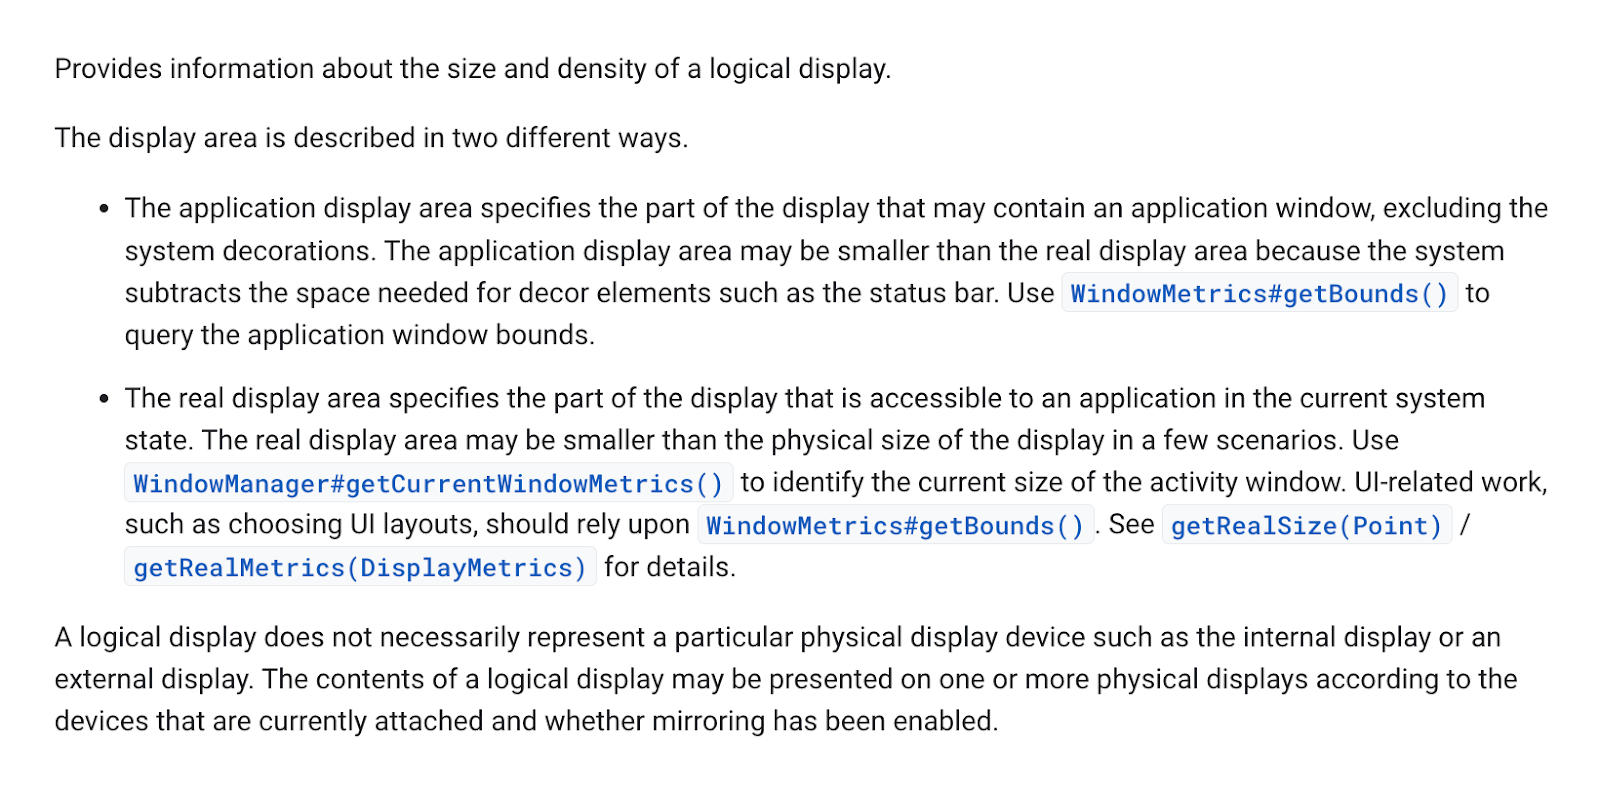 Provides information about the size and density of a logical display.
The display area is described in two different ways.
• The application display area specifies the part of the display that may contain an application window, excluding the
system decorations. The application display area may be smaller than the real display area because the system
subtracts the space needed for decor elements such as the status bar. Use WindowMetrics#getBounds() to
query the application window bounds.
• The real display area specifies the part of the display that is accessible to an application in the current system
state. The real display area may be smaller than the physical size of the display in a few scenarios. Use
WindowManager#getCurrentWindowMetrics() to identify the current size of the activity window. UI-related work,
such as choosing UI layouts, should rely upon WindowMetrics#getBounds() . See getRealSize(Point) /
getRealMetrics(DisplayMetrics) for details.
A logical display does not necessarily represent a particular physical display device such as the internal display or an
external display. The contents of a logical display may be presented on one or more physical displays according to the
devices that are currently attached and whether mirroring has been enabled.